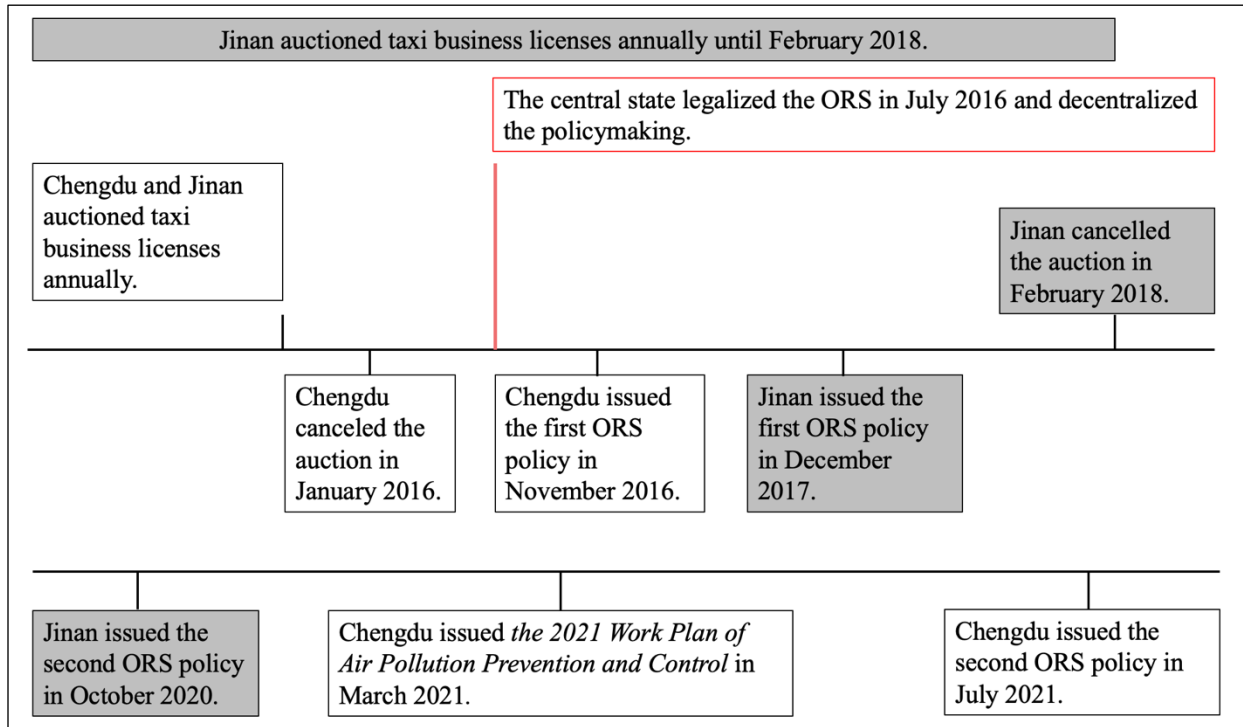 Jinan auctioned taxi business licenses annually until February 2018.
The central state legalized the ORS in July 2016 and decentralized
the policymaking.
Chengdu and Jinan
auctioned taxi
business licenses
annually.
Jinan cancelled
the auction in
February 2018.
Chengdu
canceled the
auction in
January 2016.
Chengdu issued
the first ORS
policy in
November 2016.
Jinan issued the
first ORS policy
in December
2017.
Jinan issued the
second ORS policy
in October 2020.
Chengdu issued the 2021 Work Plan of
Air Pollution Prevention and Control in
March 2021.
Chengdu issued the
second ORS policy in
July 2021.